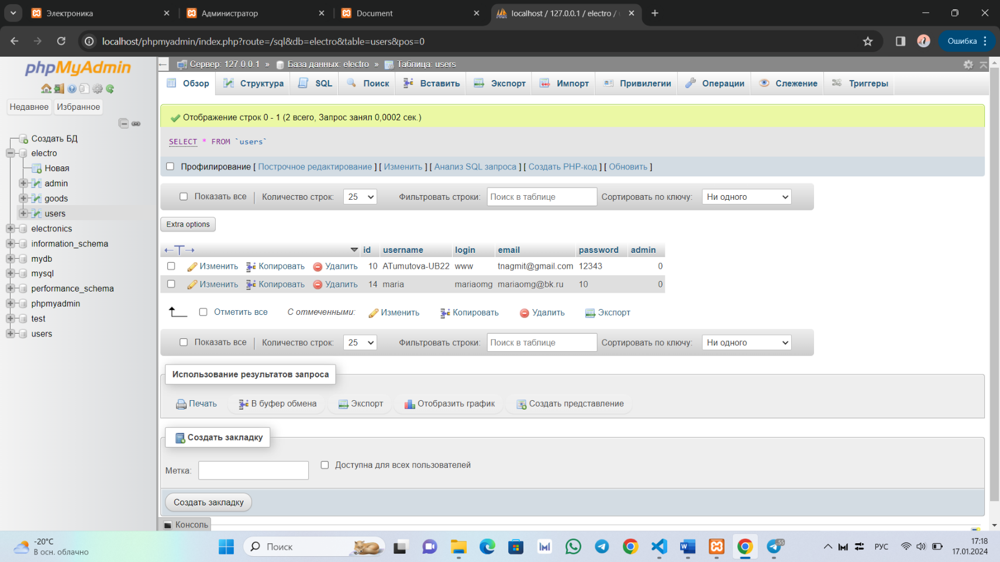 Электроника
Администратор
Document
localhost / 127.0.0.1 / electro /
localhost/phpmyadmin/index.php?route=/sql&db=electro&table=users&pos=0
Ошибка
phpMyAdmin
Недавнее Избранное
Создать БД
electro
Новая
admin
goods
users
electronics
information_schema
mydb
mysql
performance_schema
phpmyadmin
test
users
Сервер: 127.0.0.1 » База данных: electro » Таблица: users
Обзор Структура SQL Поиск Вставить Экспорт Импорт Привилегии Операции Слежение Триггеры
Отображение строк 0 - 1 (2 всего, Запрос занял 0,0002 сек.)
SELECT * FROM `users`
Профилирование [ Построчное редактирование ] [ Изменить ] [ Анализ SQL запроса ] [ Создать PHP-код ] [ Обновить ]
Показать все Количество строк: 25 Фильтровать строки: Поиск в таблице Сортировать по ключу: Ни одного
Extra options
←T→ id username login email password admin
Изменить Копировать Удалить 10 ATumutova-UB22 www tnagmit@gmail.com 12343 0
Изменить Копировать Удалить 14 maria mariaomg mariaomg@bk.ru 10 0
Отметить все С отмеченными: Изменить Копировать Удалить Экспорт
Показать все Количество строк: 25 Фильтровать строки: Поиск в таблице Сортировать по ключу: Ни одного
Использование результатов запроса
Печать В буфер обмена Экспорт Отобразить график Создать представление
Создать закладку
Метка: Доступна для всех пользователей
Создать закладку
Консоль
-20°C
В осн. облачно
Поиск
55
РУС
17:18
17.01.2024